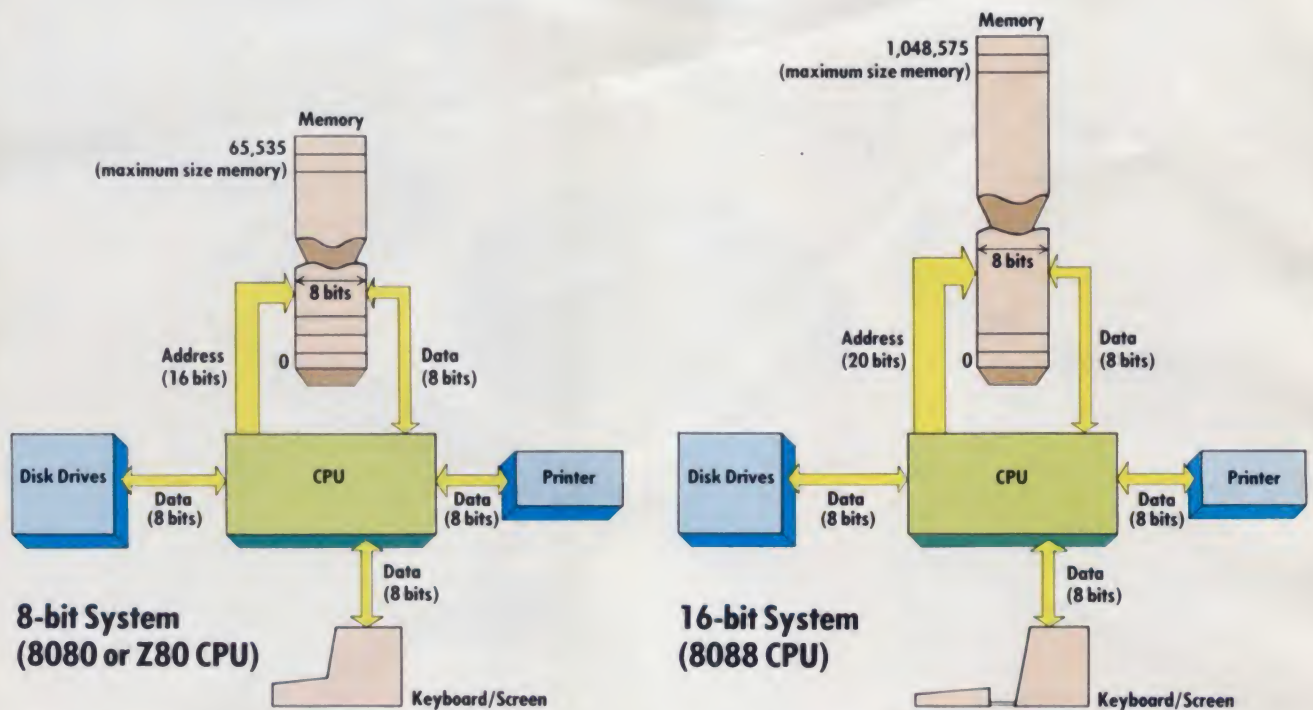 Memory
65,535
(maximum size memory)
8 bits
Address
(16 bits)
0
Data
(8 bits)
Disk Drives
Data
(8 bits)
CPU
Data
(8 bits)
Printer
Data
(8 bits)
8-bit System
(8080 or Z80 CPU)
Keyboard/Screen
Memory
1,048,575
(maximum size memory)
8 bits
Address
(20 bits)
0
Data
(8 bits)
Disk Drives
Data
(8 bits)
CPU
Data
(8 bits)
Printer
Data
(8 bits)
16-bit System
(8088 CPU)
Keyboard/Screen